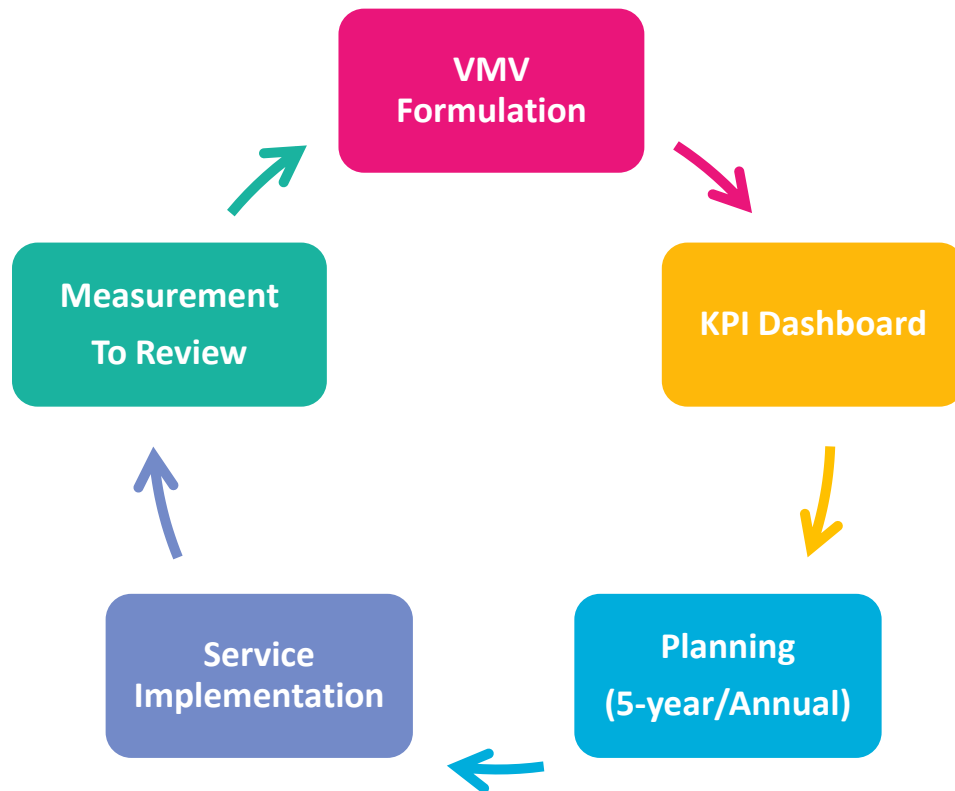 VMV
Formulation
KPI Dashboard
Planning
(5-year/Annual)
Service
Implementation
Measurement
To Review